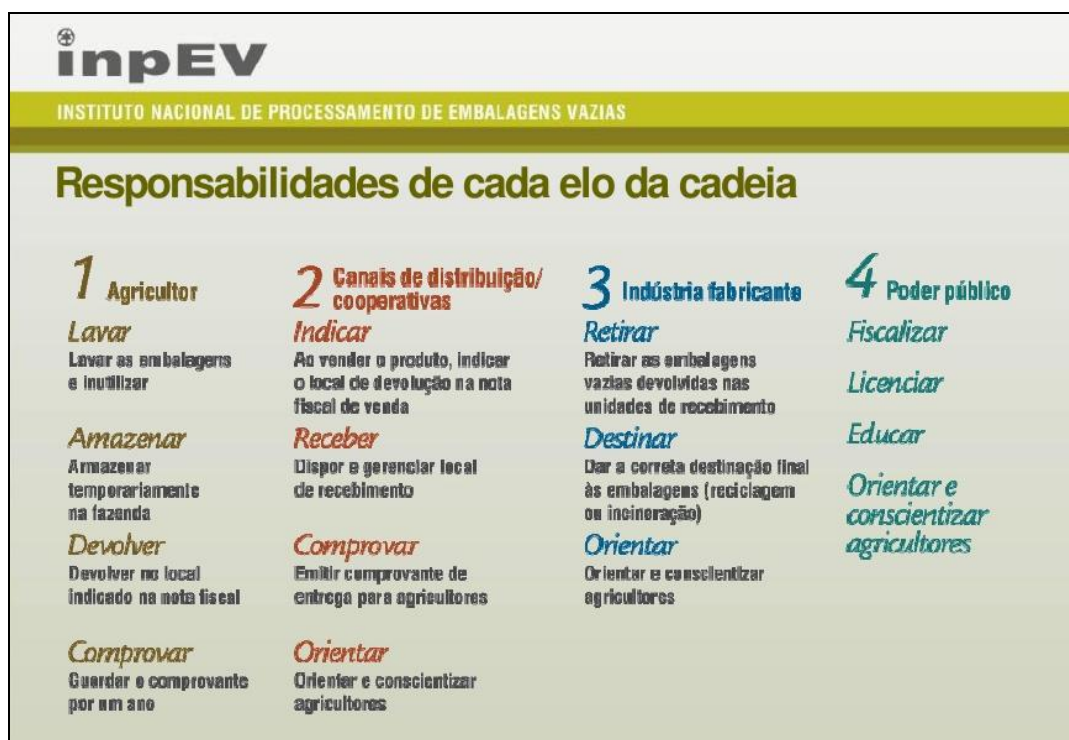 inpEV
INSTITUTO NACIONAL DE PROCESSAMENTO DE EMBALAGENS VAZIAS
Responsabilidades de cada elo da cadeia
1 Agricultor
Lavar
Lavar as embalagens
e inutilizar
Amazenar
Armazenar
temporariamente
na fazenda
Devolver
Devolver no local
indicado na nota fiscal
Comprovar
Guardar o comprovante
por um ano
2 Canais de distribuição/
cooperativas
Indicar
Ao vender o produto, indicar
o local de devolução na nota
fiscal de venda
Receber
Dispor e gerenciar local
de recebimento
Comprovar
Emitir comprovante de
entrega para agricultores
Orientar
Orientar e conscientizar
agricultores
3 Indústria fabricante
Retirar
Retirar as embalagens
vazias devolvidas nas
unidades de recebimento
Destinar
Dar a correta destinação final
às embalagens (reciclagem
ou incineração)
Orientar
Orientar e conscientizar
agricultores
4 Poder público
Fiscalizar
Licenciar
Educar
Orientar e
conscientizar
agricultores